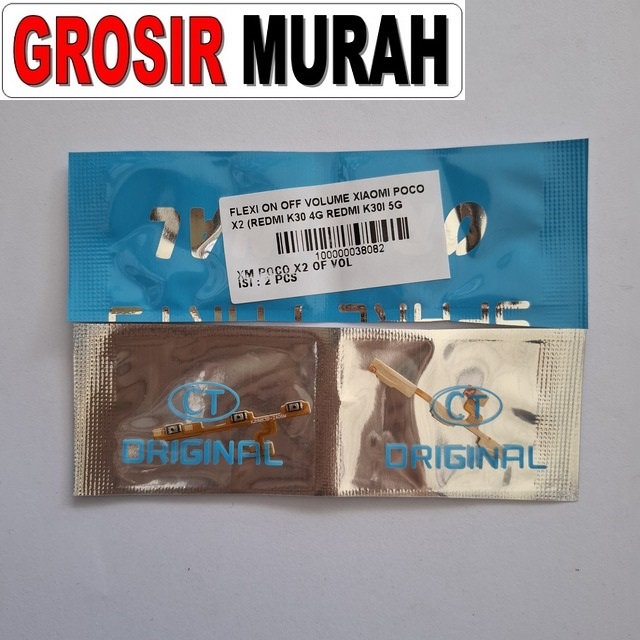 GROSIR MURAH
FLEXI ON OFF VOLUME XIAOMI POCO
X2 (REDMI K30 4G REDMI K30I 5G
100000038082
XM POCO X2 OF VOL
ISI : 2 PCS
CT
ORIGINAL
CT
ORIGINAL